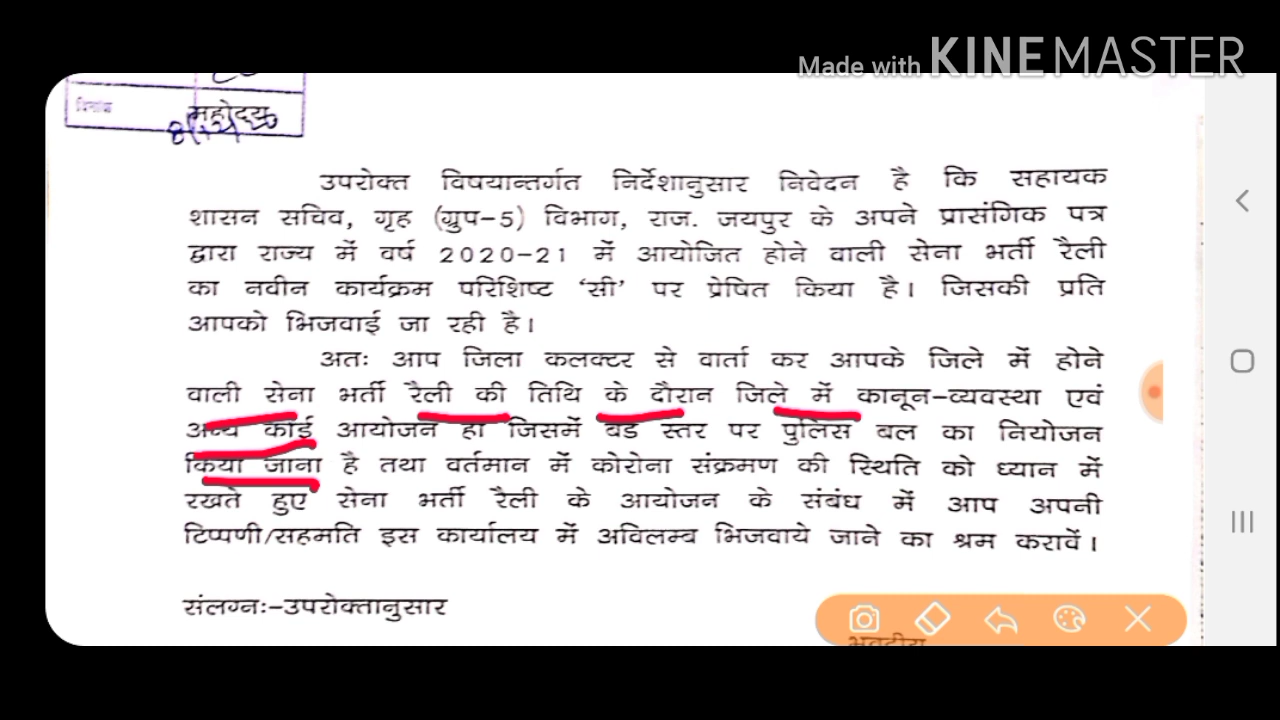 Made with KINEMASTER
दिनांक
महोदय
उपरोक्त विषयान्तर्गत निर्देशानुसार निवेदन है कि सहायक
शासन सचिव, गृह (ग्रुप-5) विभाग, राज. जयपुर के अपने प्रासंगिक पत्र
द्वारा राज्य में वर्ष 2020-21 में आयोजित होने वाली सेना भर्ती रैली
का नवीन कार्यक्रम परिशिष्ट 'सी' पर प्रेषित किया है। जिसकी प्रति
आपको भिजवाई जा रही है।
अतः आप जिला कलक्टर से वार्ता कर आपके जिले में होने
वाली सेना भर्ती रैली की तिथि के दौरान जिले में कानून-व्यवस्था एवं
अन्य कोई आयोजन हो जिसमें बडे स्तर पर पुलिस बल का नियोजन
किया जाना है तथा वर्तमान में कोरोना संक्रमण की स्थिति को ध्यान में
रखते हुए सेना भर्ती रैली के आयोजन के संबंध में आप अपनी
टिप्पणी/सहमति इस कार्यालय में अविलम्ब भिजवाये जाने का श्रम करावें।
संलग्नः-उपरोक्तानुसार
भवदीय